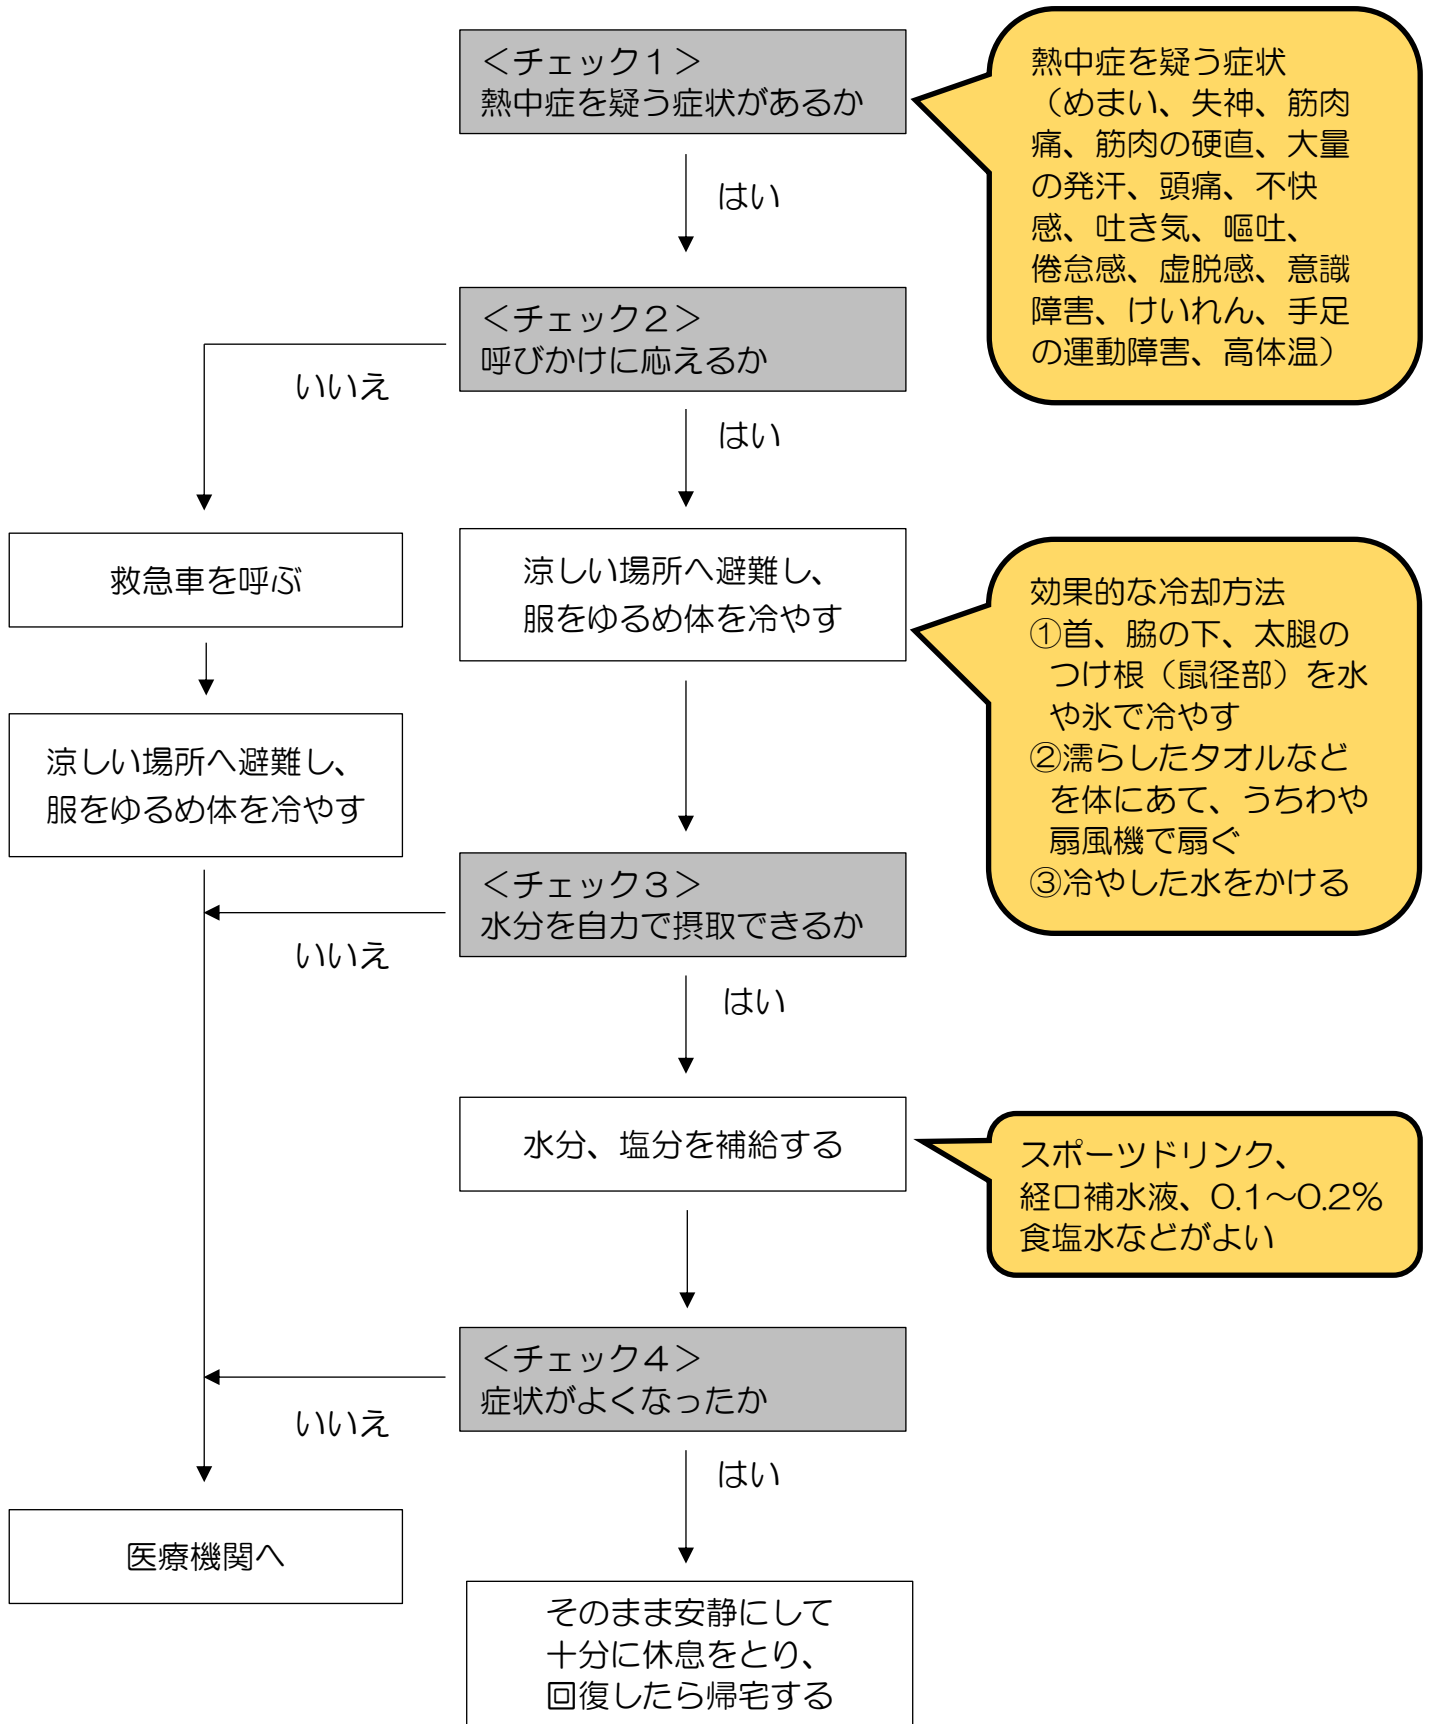 ＜チェック１＞
熱中症を疑う症状があるか
熱中症を疑う症状
（めまい、失神、筋肉
痛、筋肉の硬直、大量
の発汗、頭痛、不快
感、吐き気、嘔吐、
倦怠感、虚脱感、意識
障害、けいれん、手足
の運動障害、高体温）
はい
＜チェック２＞
呼びかけに応えるか
いいえ
はい
救急車を呼ぶ
涼しい場所へ避難し、
服をゆるめ体を冷やす
涼しい場所へ避難し、
服をゆるめ体を冷やす
効果的な冷却方法
①首、脇の下、太腿の
つけ根（鼠径部）を水
や氷で冷やす
②濡らしたタオルなど
を体にあて、うちわや
扇風機で扇ぐ
③冷やした水をかける
＜チェック３＞
水分を自力で摂取できるか
いいえ
はい
水分、塩分を補給する
スポーツドリンク、
経口補水液、0.1～0.2％
食塩水などがよい
＜チェック４＞
症状がよくなったか
いいえ
はい
医療機関へ
そのまま安静にして
十分に休息をとり、
回復したら帰宅する